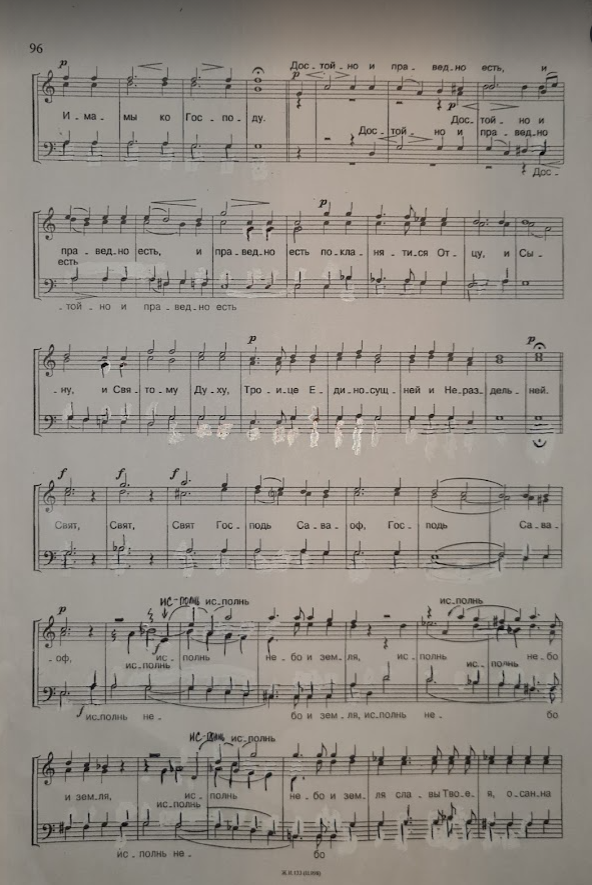 96
p
Дос - той - но и пра - вед.но есть, и
p
p
И - ма - мы ко Гос - по - ду.
Дос - той - но и
Дос - той - но и пра - вед.но
Дос -
p
пра - вед.но есть, и пра - вед.но есть по.кла - ня - ти.ся От - цу, и Сы -
есть
- той - но и пра - вед.но есть
p
p
ну, и Свя - то.му Ду - ху, Тро - и - це Е - ди.но.сущ - ней и Не.раз - дель - ней.
f
f
f
Свят, Свят, Свят Гос - подь Са - ва - оф, Гос - подь Са - ва -
p
ис-полнь ис.полнь
ис.полнь
- оф, ис - полнь не - бо и зем - ля, ис - полнь не - бо
ис.полнь
ис - полнь
f
ис.полнь не - бо и зем - ля, ис.полнь не - бо
ис-полнь ис.полнь
и зем.ля, ис - полнь не - бо и зем - ля сла - вы Тво - е - я, о - сан.на
ис.полнь
ис - полнь не - бо